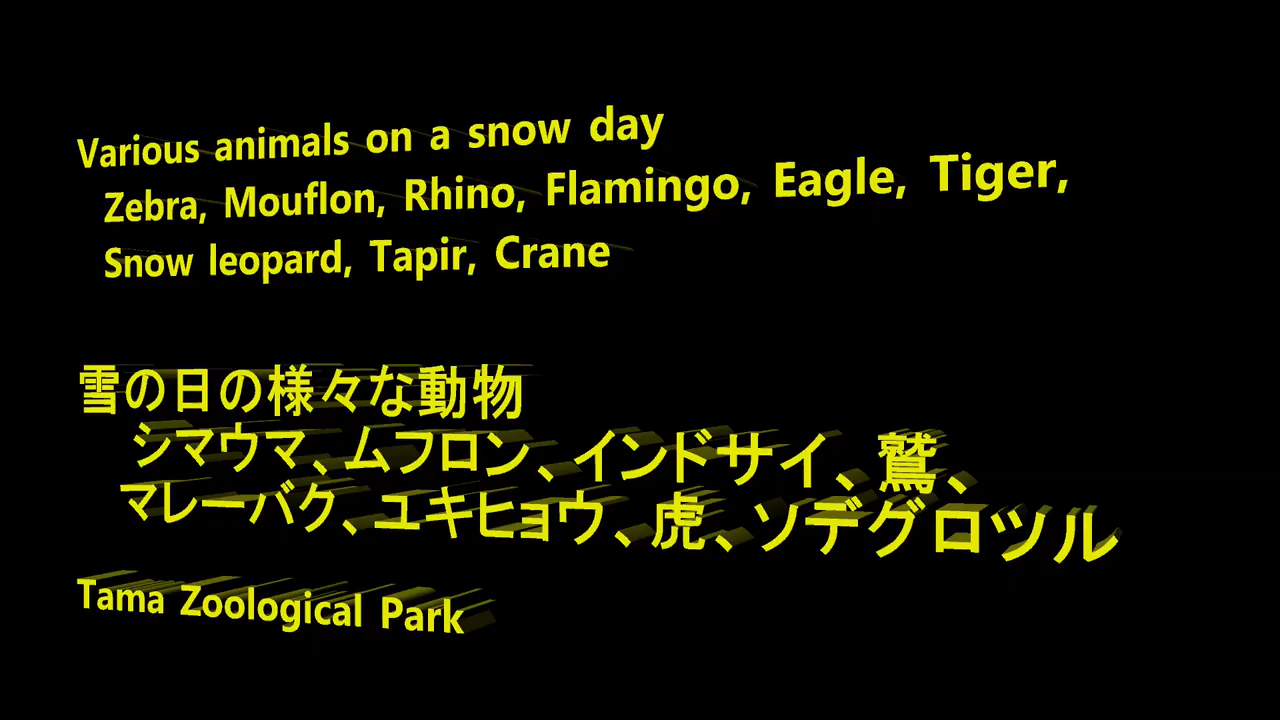 Various animals on a snow day
Zebra, Mouflon, Rhino, Flamingo, Eagle, Tiger,
Snow leopard, Tapir, Crane
雪の日の様々な動物
シマウマ、ムフロン、インドサイ、鷲、
マレーバク、ユキヒョウ、虎、ソデグロツル
Tama Zoological Park